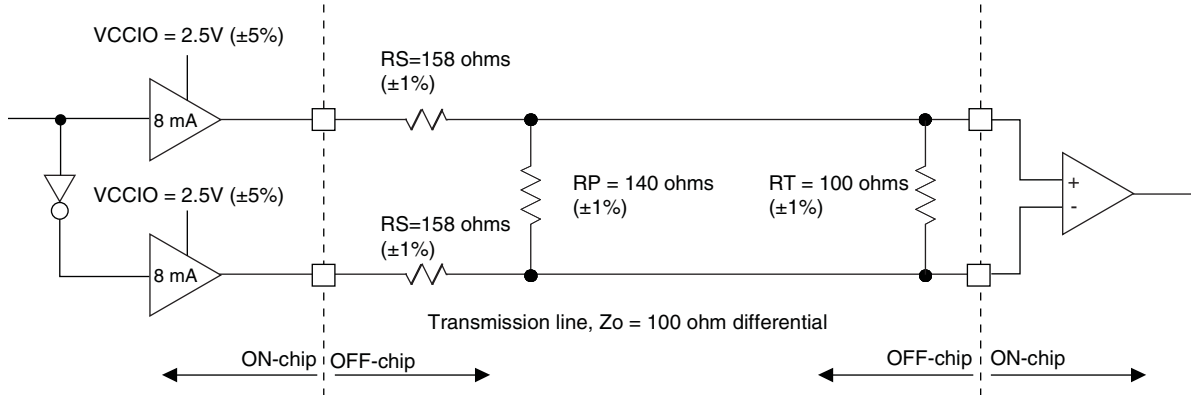 VCCIO = 2.5V (±5%)
8 mA
RS=158 ohms
(±1%)
VCCIO = 2.5V (±5%)
8 mA
RS=158 ohms
(±1%)
RP = 140 ohms
(±1%)
RT = 100 ohms
(±1%)
+
-
Transmission line, Zo = 100 ohm differential
ON-chip
OFF-chip
OFF-chip
ON-chip